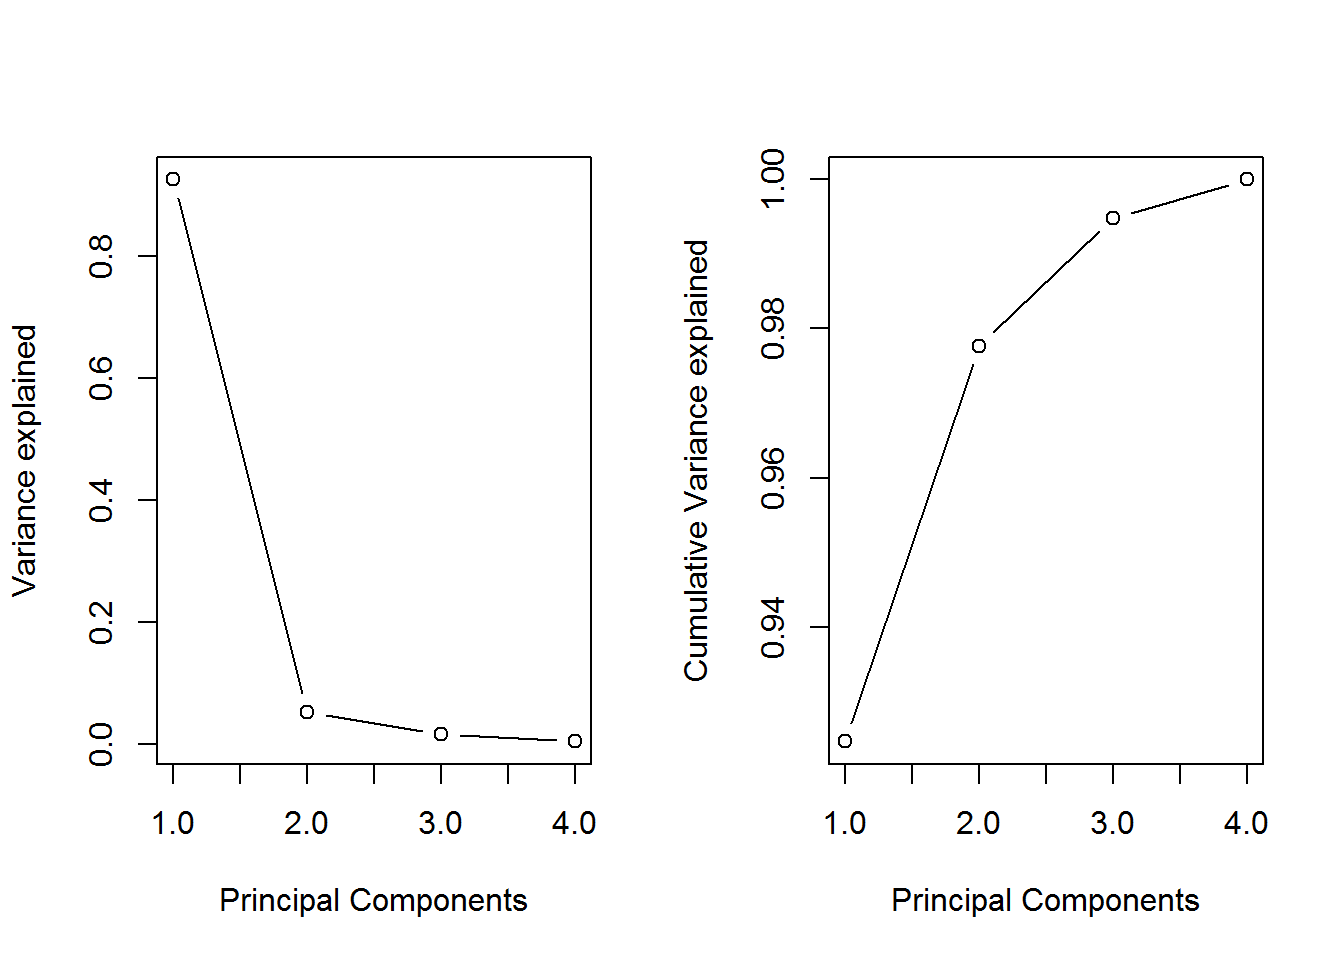 Variance explained
0.8
0.6
0.4
0.2
0.0
1.0 2.0 3.0 4.0
Principal Components
Cumulative Variance explained
1.00
0.98
0.96
0.94
1.0 2.0 3.0 4.0
Principal Components